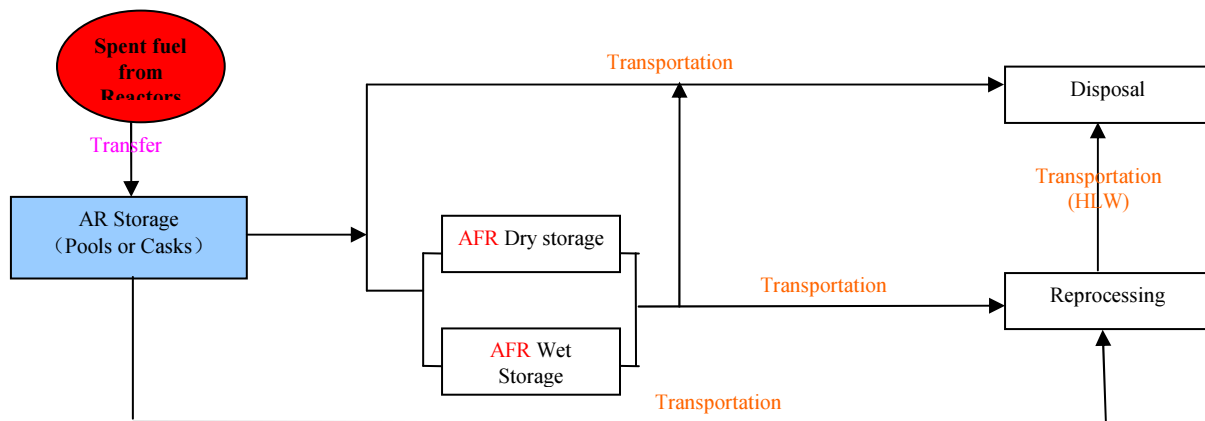 Spent fuel
from
Reactors
Transfer
AR Storage
（Pools or Casks）
Transportation
Disposal
AFR Dry storage
Transportation
(HLW)
Transportation
Reprocessing
AFR Wet
Storage
Transportation